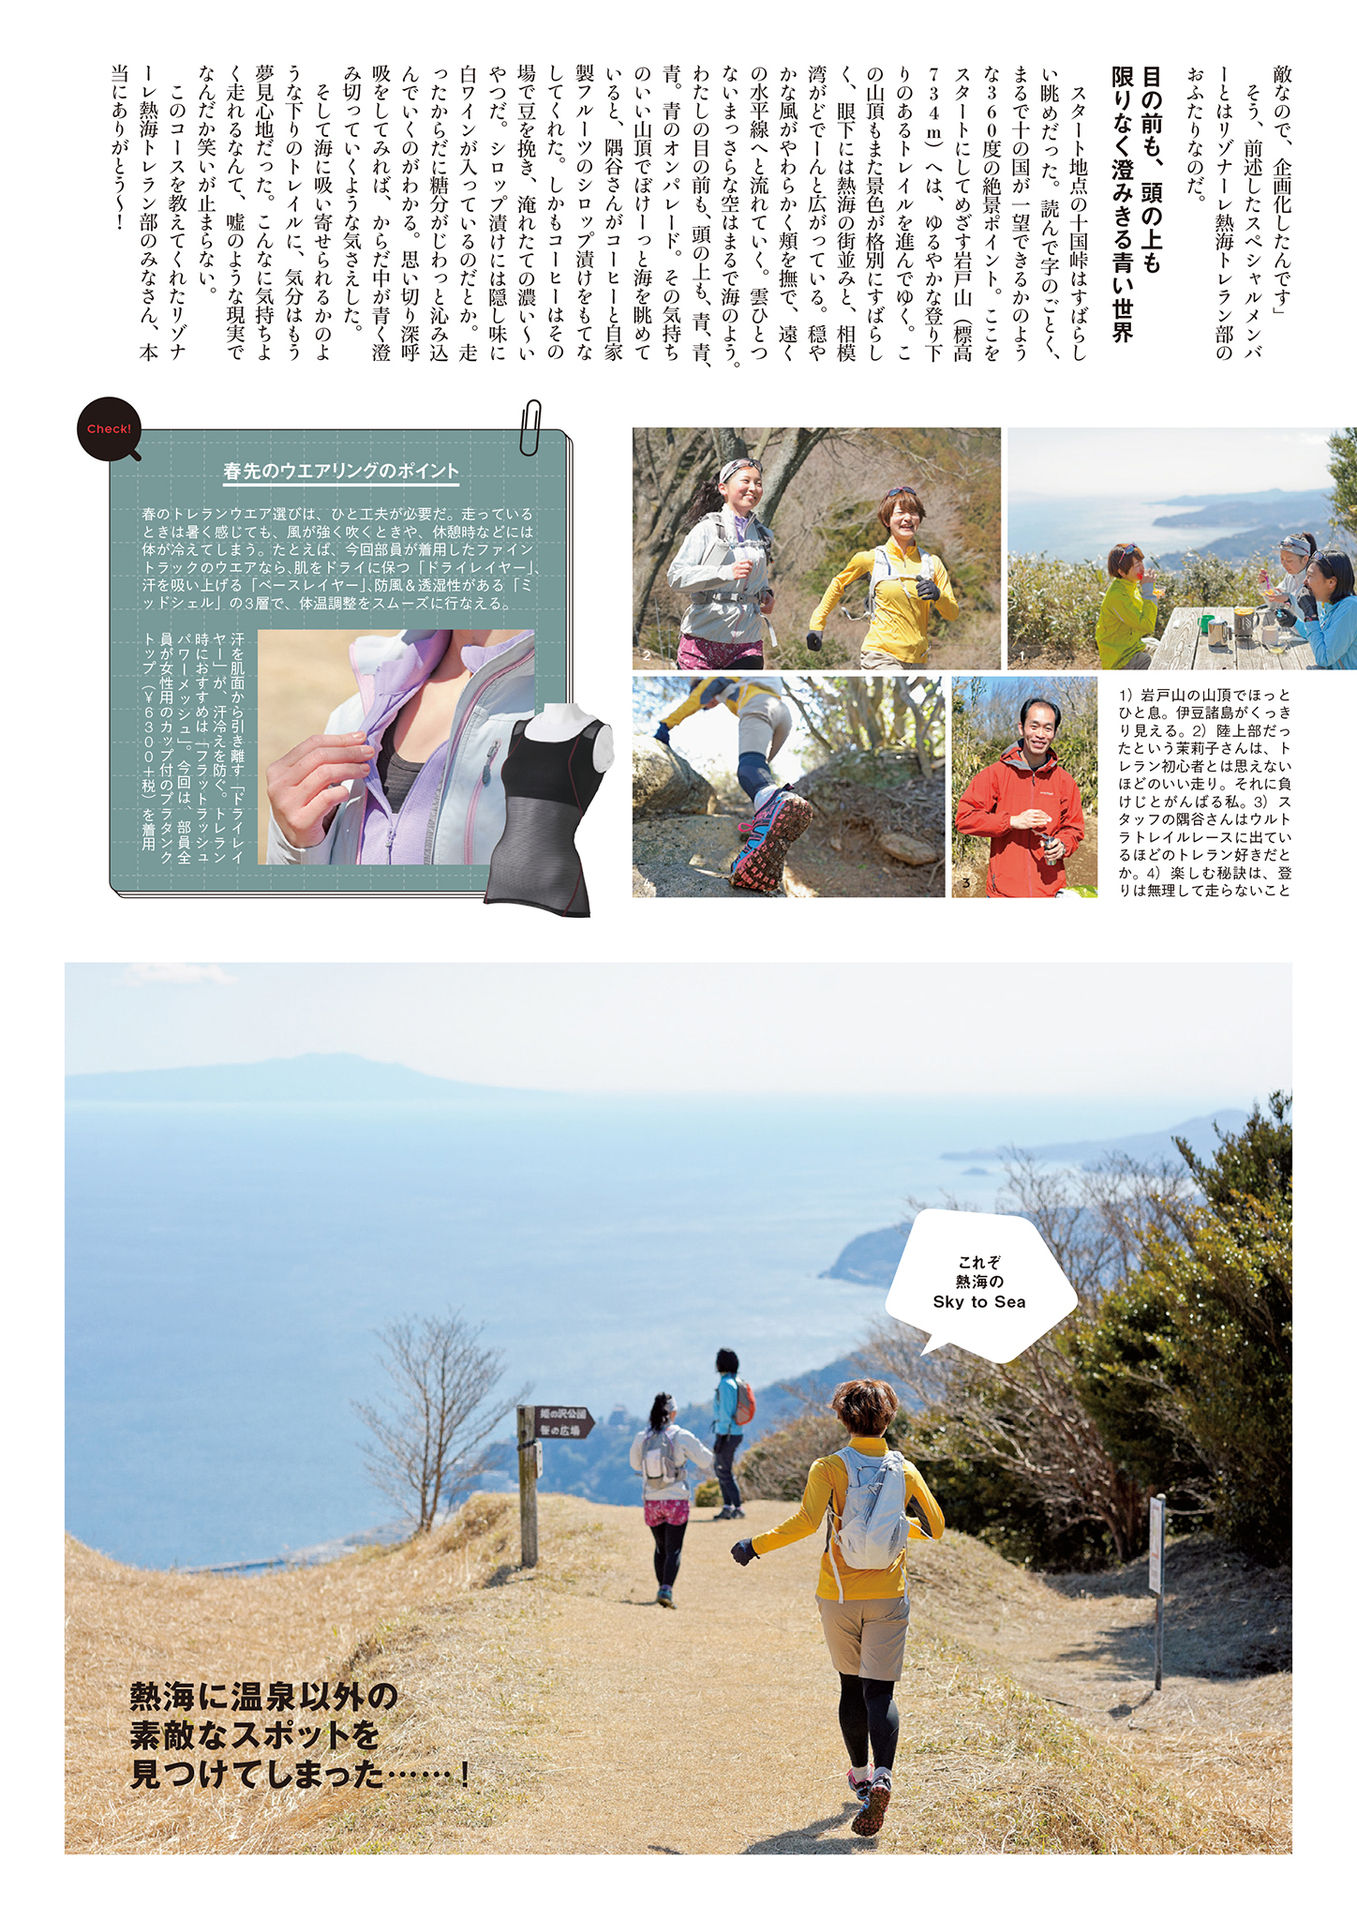 敵なので、企画化したんです」
　そう、前述したスペシャルメンバ
ーとはリゾナーレ熱海トレラン部の
おふたりなのだ。
目の前も、頭の上も
限りなく澄みきる青い世界
　スタート地点の十国峠はすばらし
い眺めだった。読んで字のごとく、
まるで十の国が一望できるかのよう
な360度の絶景ポイント。ここを
スタートにしてめざす岩戸山（標高
734m）へは、ゆるやかな登り下
りのあるトレイルを進んでゆく。こ
の山頂もまた景色が格別にすばらし
く、眼下には熱海の街並みと、相模
湾がどでーんと広がっている。穏や
かな風がやわらかく頬を撫で、遠く
の水平線へと流れていく。雲ひとつ
ないまっさらな空はまるで海のよう。
わたしの目の前も、頭の上も、青、青、
青。青のオンパレード。その気持ち
のいい山頂でぼけーっと海を眺めて
いると、隅谷さんがコーヒーと自家
製フルーツのシロップ漬けをもてな
してくれた。しかもコーヒーはその
場で豆を挽き、淹れたての濃い〜い
やつだ。シロップ漬けには隠し味に
白ワインが入っているのだとか。走
ったからだに糖分がじわっと沁み込
んでいくのがわかる。思い切り深呼
吸をしてみれば、からだ中が青く澄
み切っていくような気さえした。
　そして海に吸い寄せられるかのよ
うな下りのトレイルに、気分はもう
夢見心地だった。こんなに気持ちよ
く走れるなんて、嘘のような現実で
なんだか笑いが止まらない。
　このコースを教えてくれたリゾナ
ーレ熱海トレラン部のみなさん、本
当にありがとう〜！
Check!
春先のウエアリングのポイント
春のトレランウエア選びは、ひと工夫が必要だ。走っている
ときは暑く感じても、風が強く吹くときや、休憩時などには
体が冷えてしまう。たとえば、今回部員が着用したファイン
トラックのウエアなら、肌をドライに保つ「ドライレイヤー」、
汗を吸い上げる「ベースレイヤー」、防風＆透湿性がある「ミ
ッドシェル」の3層で、体温調整をスムーズに行なえる。
汗を肌面から引き離す「ドライレイ
ヤー」が、汗冷えを防ぐ。トレラン
時におすすめは「フラットラッシュ
パワーメッシュ」。今回は、部員全
員が女性用のカップ付のブラタンク
トップ（¥6300＋税）を着用
2
1
3
1）岩戸山の山頂でほっと
ひと息。伊豆諸島がくっき
り見える。2）陸上部だっ
たという茉莉子さんは、ト
レラン初心者とは思えない
ほどのいい走り。それに負
けじとがんばる私。3）ス
タッフの隅谷さんはウルト
ラトレイルレースに出てい
るほどのトレラン好きだと
か。4）楽しむ秘訣は、登
りは無理して走らないこと
これぞ
熱海の
Sky to Sea
姫の沢公園
桜の広場
熱海に温泉以外の
素敵なスポットを
見つけてしまった……！